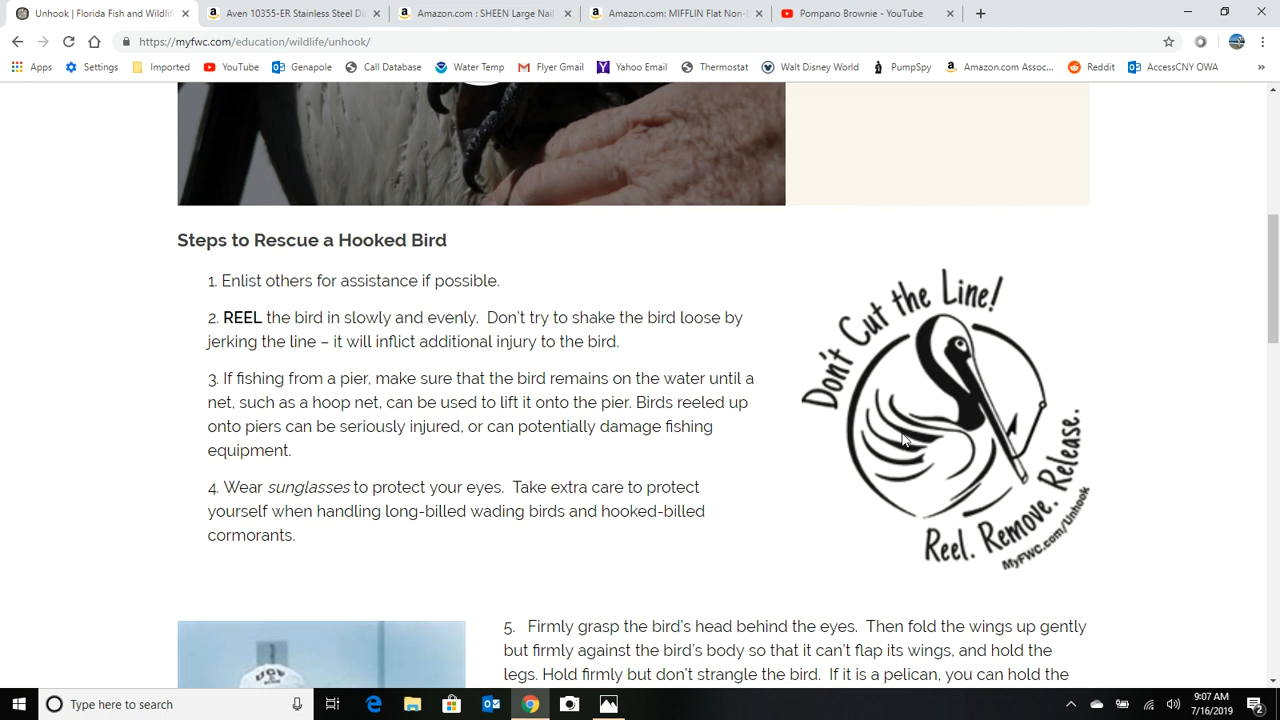 Unhook | Florida Fish and Wildli
Aven 10355-ER Stainless Steel Di
Amazon.com : SHEEN Large Nail
Amazon.com: MIFFLIN Flat Non-
Pompano Brownie - YouTube
https://myfwc.com/education/wildlife/unhook/
Apps Settings Imported YouTube Genapole Call Database Water Temp Flyer Gmail Yahoo Email Thermostat Walt Disney World PumpSpy Amazon.com Assoc... Reddit AccessCNY OWA »
Steps to Rescue a Hooked Bird
1. Enlist others for assistance if possible.
2. REEL the bird in slowly and evenly. Don't try to shake the bird loose by
jerking the line – it will inflict additional injury to the bird.
3. If fishing from a pier, make sure that the bird remains on the water until a
net, such as a hoop net, can be used to lift it onto the pier. Birds reeled up
onto piers can be seriously injured, or can potentially damage fishing
equipment.
4. Wear sunglasses to protect your eyes. Take extra care to protect
yourself when handling long-billed wading birds and hooked-billed
cormorants.
Don't Cut the Line!
Reel. Remove. Release.
MyFWC.com/Unhook
5. Firmly grasp the bird's head behind the eyes. Then fold the wings up gently
but firmly against the bird's body so that it can't flap its wings, and hold the
legs. Hold firmly but don't strangle the bird. If it is a pelican, you can hold the
Type here to search
9:07 AM
7/16/2019
2